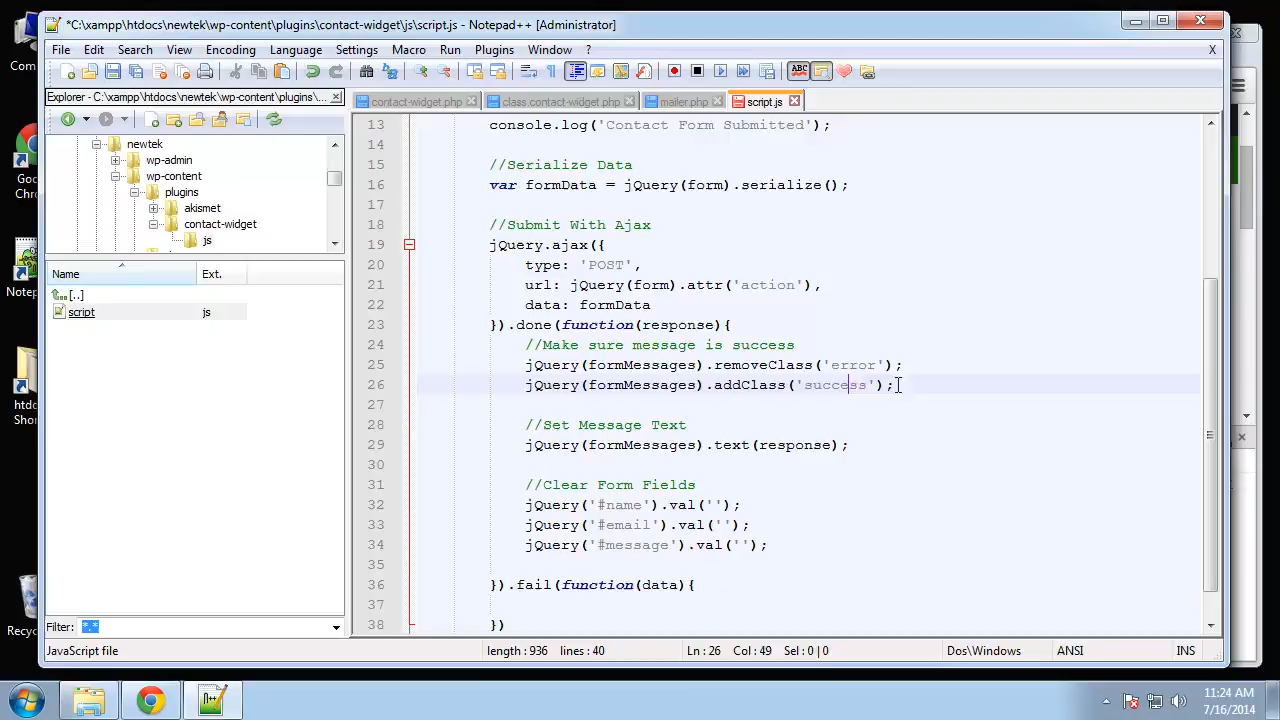 *C:\xampp\htdocs\newtek\wp-content\plugins\contact-widget\js\script.js - Notepad++ [Administrator]
File Edit Search View Encoding Language Settings Macro Run Plugins Window ? X
Explorer - C:\xampp\htdocs\newtek\wp-content\plugins\...
contact-widget.php class.contact-widget.php mailer.php script.js
newtek
wp-admin
wp-content
plugins
akismet
contact-widget
js
Name Ext.
[..]
script js
Filter: *.*
13 console.log('Contact Form Submitted');
14
15 //Serialize Data
16 var formData = jQuery(form).serialize();
17
18 //Submit With Ajax
19 jQuery.ajax({
20 type: 'POST',
21 url: jQuery(form).attr('action'),
22 data: formData
23 }).done(function(response){
24 //Make sure message is success
25 jQuery(formMessages).removeClass('error');
26 jQuery(formMessages).addClass('success');
27
28 //Set Message Text
29 jQuery(formMessages).text(response);
30
31 //Clear Form Fields
32 jQuery('#name').val('');
33 jQuery('#email').val('');
34 jQuery('#message').val('');
35
36 }).fail(function(data){
37
38 })
JavaScript file length : 936 lines : 40 Ln : 26 Col : 49 Sel : 0 | 0 Dos\Windows ANSI INS
11:24 AM
7/16/2014